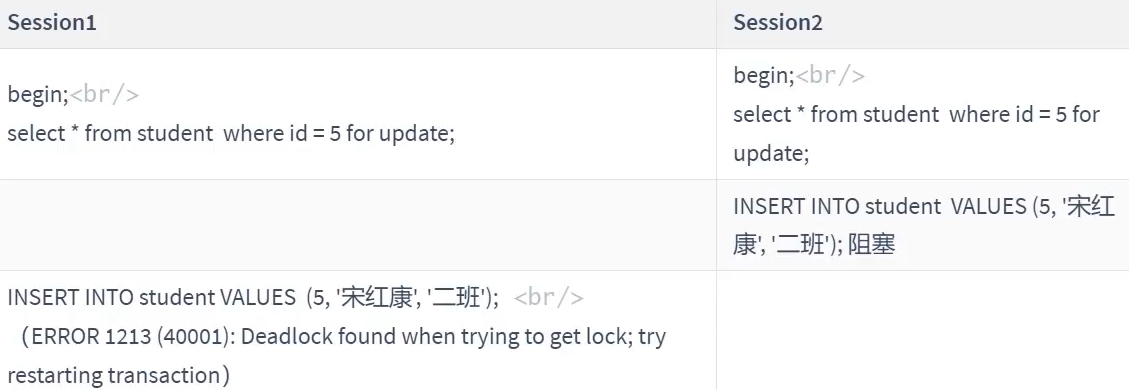 Session1
Session2
begin;<br/>
select * from student  where id = 5 for update;
begin;<br/>
select * from student  where id = 5 for
update;
INSERT INTO student  VALUES (5, '宋红
康', '二班'); 阻塞
INSERT INTO student VALUES  (5, '宋红康', '二班');  <br/>
（ERROR 1213 (40001): Deadlock found when trying to get lock; try
restarting transaction）